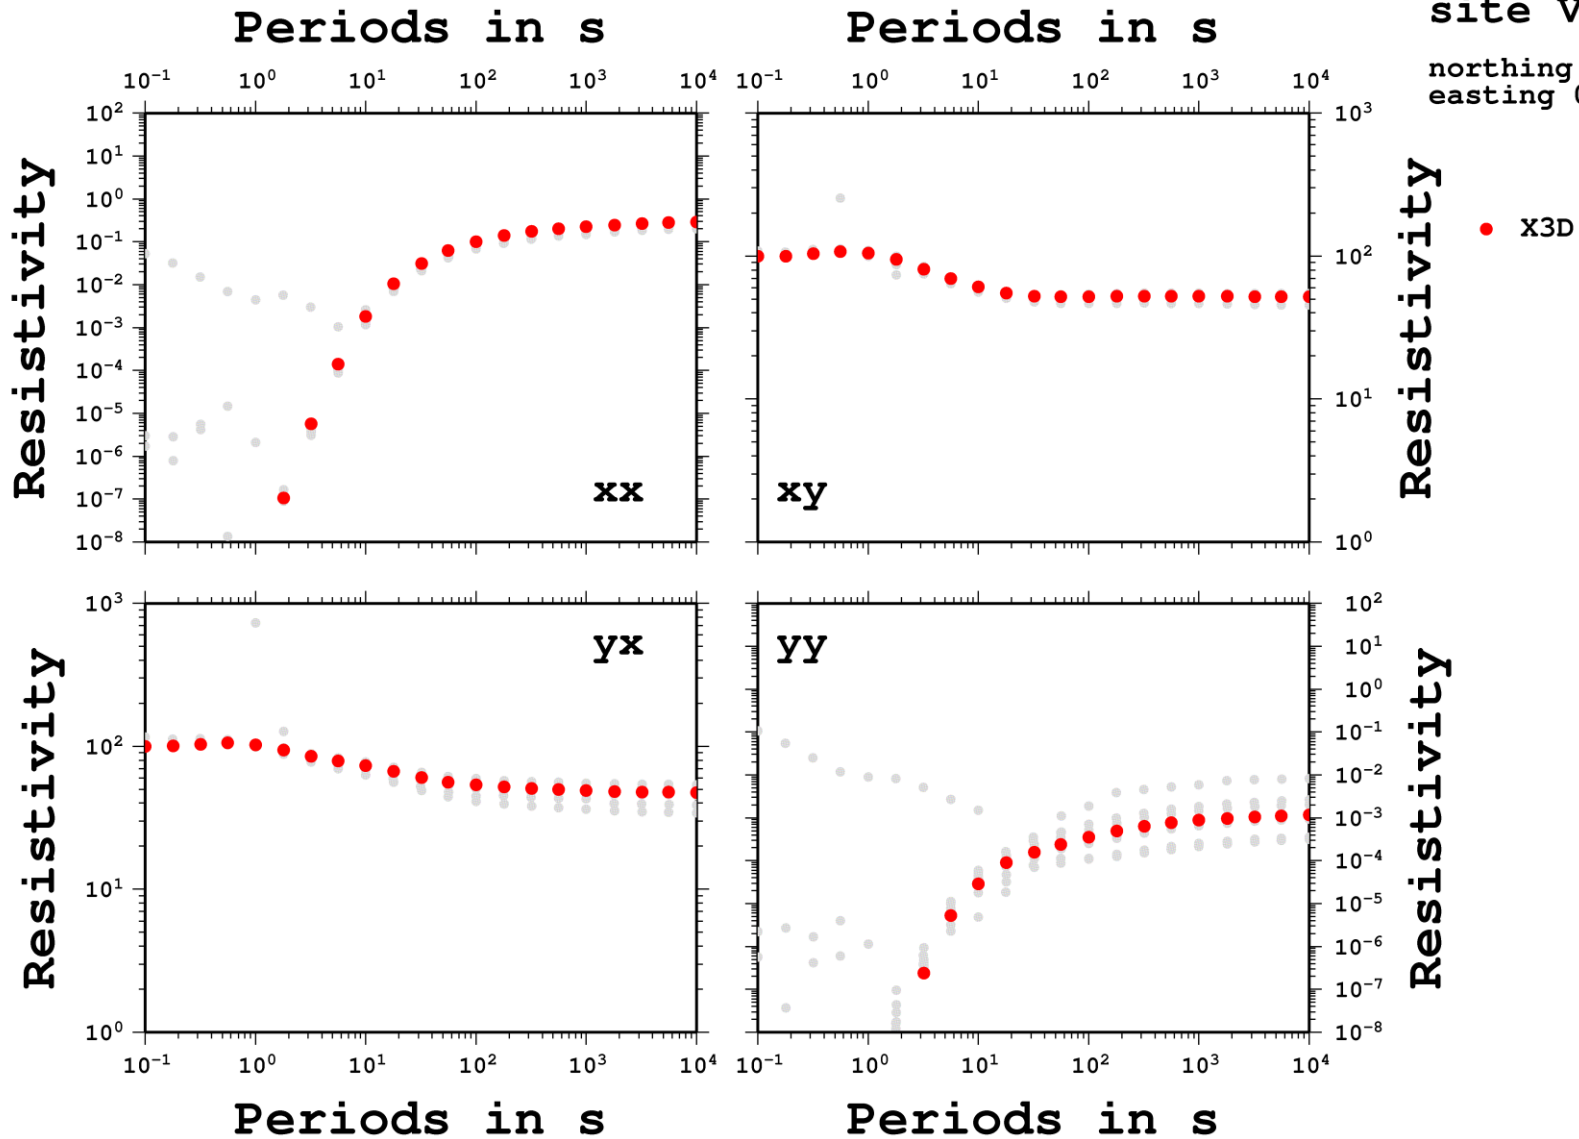 Periods in s Periods in s
site V
10⁻¹ 10⁰ 10¹ 10² 10³ 10⁴ 10⁻¹ 10⁰ 10¹ 10² 10³ 10⁴
northing
easting
Resistivity
10²
10¹
10⁰
10⁻¹
10⁻²
10⁻³
10⁻⁴
10⁻⁵
10⁻⁶
10⁻⁷
10⁻⁸
xx
xy
10³
10²
10¹
10⁰
Resistivity
X3D
Resistivity
10³
10²
10¹
10⁰
yx
yy
10²
10¹
10⁰
10⁻¹
10⁻²
10⁻³
10⁻⁴
10⁻⁵
10⁻⁶
10⁻⁷
10⁻⁸
Resistivity
10⁻¹ 10⁰ 10¹ 10² 10³ 10⁴ 10⁻¹ 10⁰ 10¹ 10² 10³ 10⁴
Periods in s Periods in s